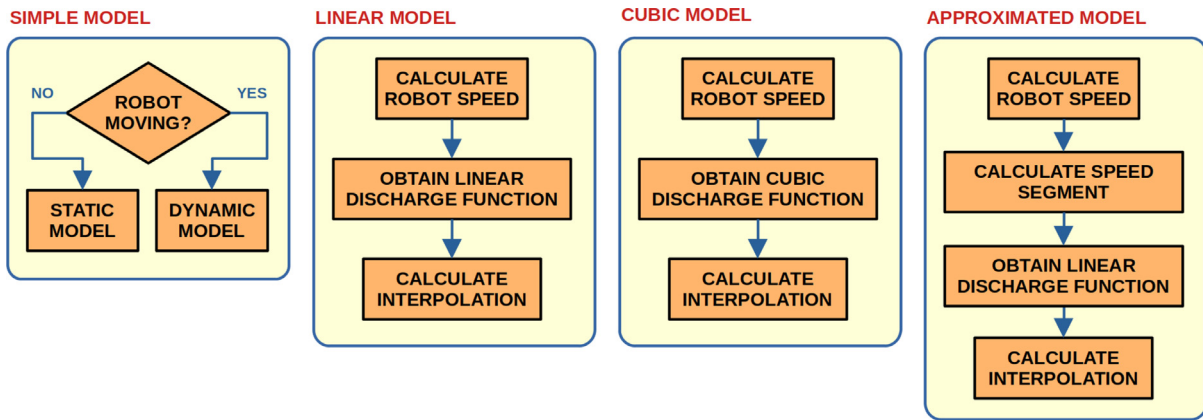 SIMPLE MODEL
NO
YES
ROBOT
MOVING?
STATIC
MODEL
DYNAMIC
MODEL
LINEAR MODEL
CALCULATE
ROBOT SPEED
OBTAIN LINEAR
DISCHARGE FUNCTION
CALCULATE
INTERPOLATION
CUBIC MODEL
CALCULATE
ROBOT SPEED
OBTAIN CUBIC
DISCHARGE FUNCTION
CALCULATE
INTERPOLATION
APPROXIMATED MODEL
CALCULATE
ROBOT SPEED
CALCULATE SPEED
SEGMENT
OBTAIN LINEAR
DISCHARGE FUNCTION
CALCULATE
INTERPOLATION